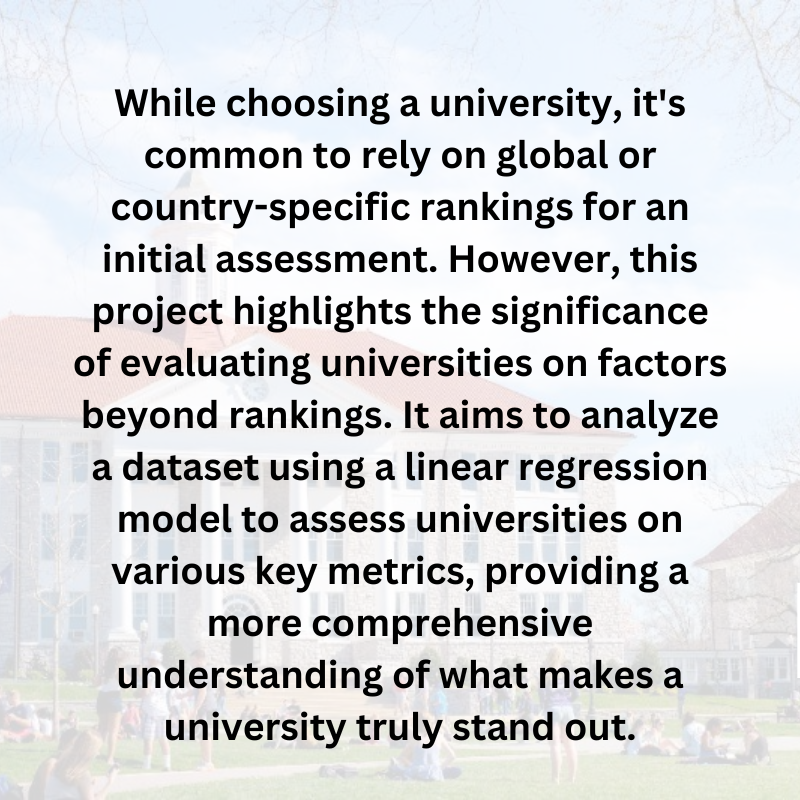 While choosing a university, it's
common to rely on global or
country-specific rankings for an
initial assessment. However, this
project highlights the significance
of evaluating universities on factors
beyond rankings. It aims to analyze
a dataset using a linear regression
model to assess universities on
various key metrics, providing a
more comprehensive
understanding of what makes a
university truly stand out.